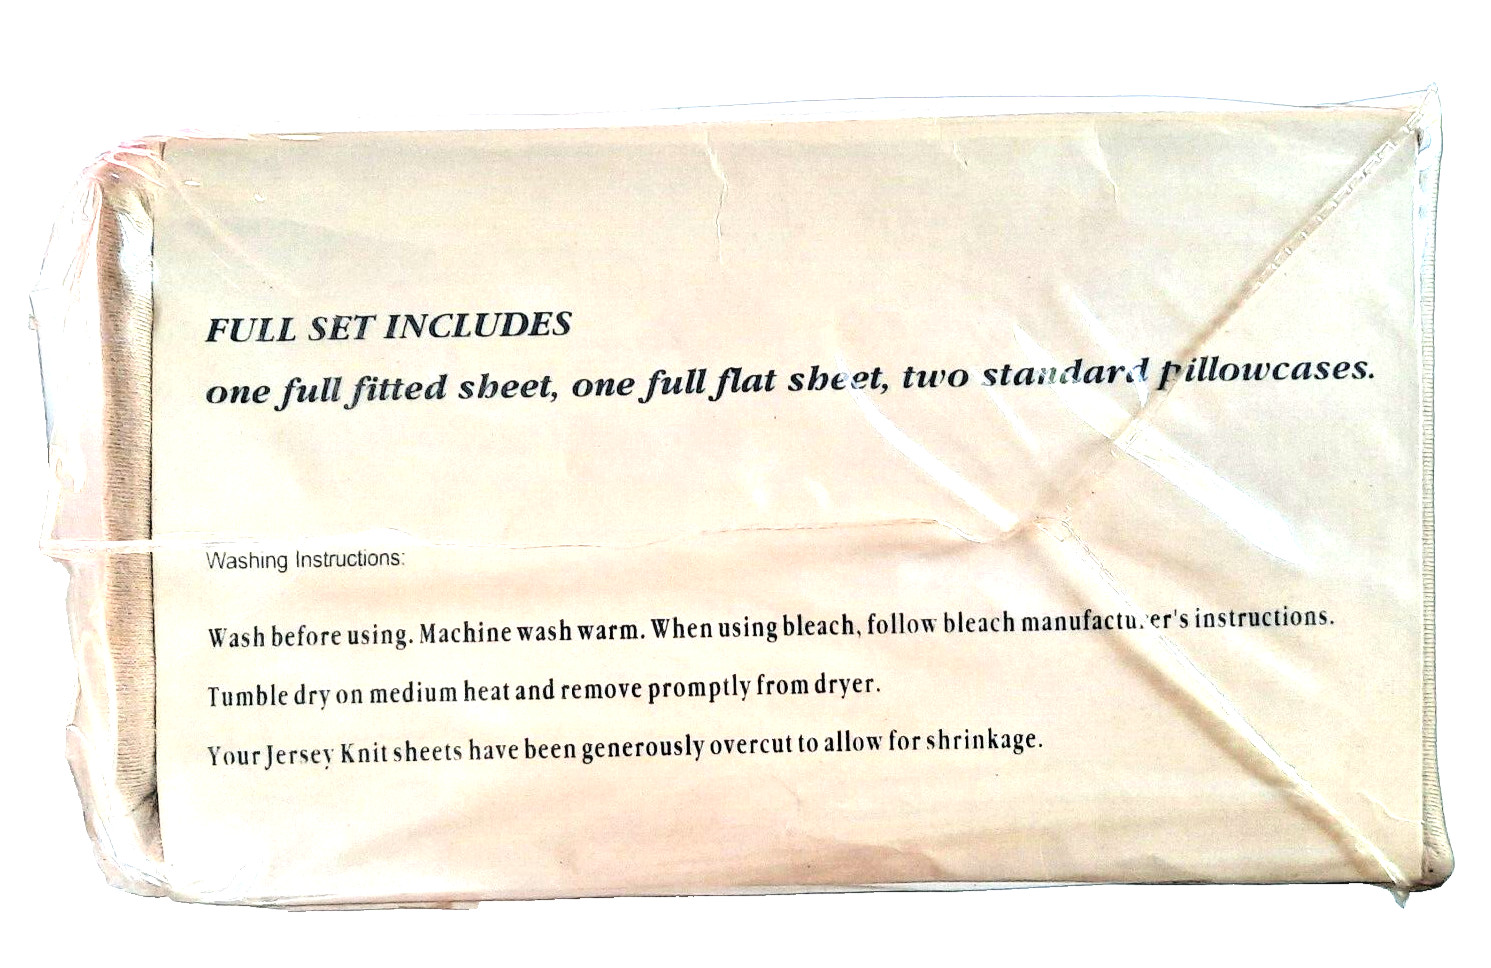 FULL SET INCLUDES
one full fitted sheet, one full flat sheet, two standard pillowcases.
Washing Instructions:
Wash before using. Machine wash warm. When using bleach, follow bleach manufacturer's instructions.
Tumble dry on medium heat and remove promptly from dryer.
Your Jersey Knit sheets have been generously overcut to allow for shrinkage.